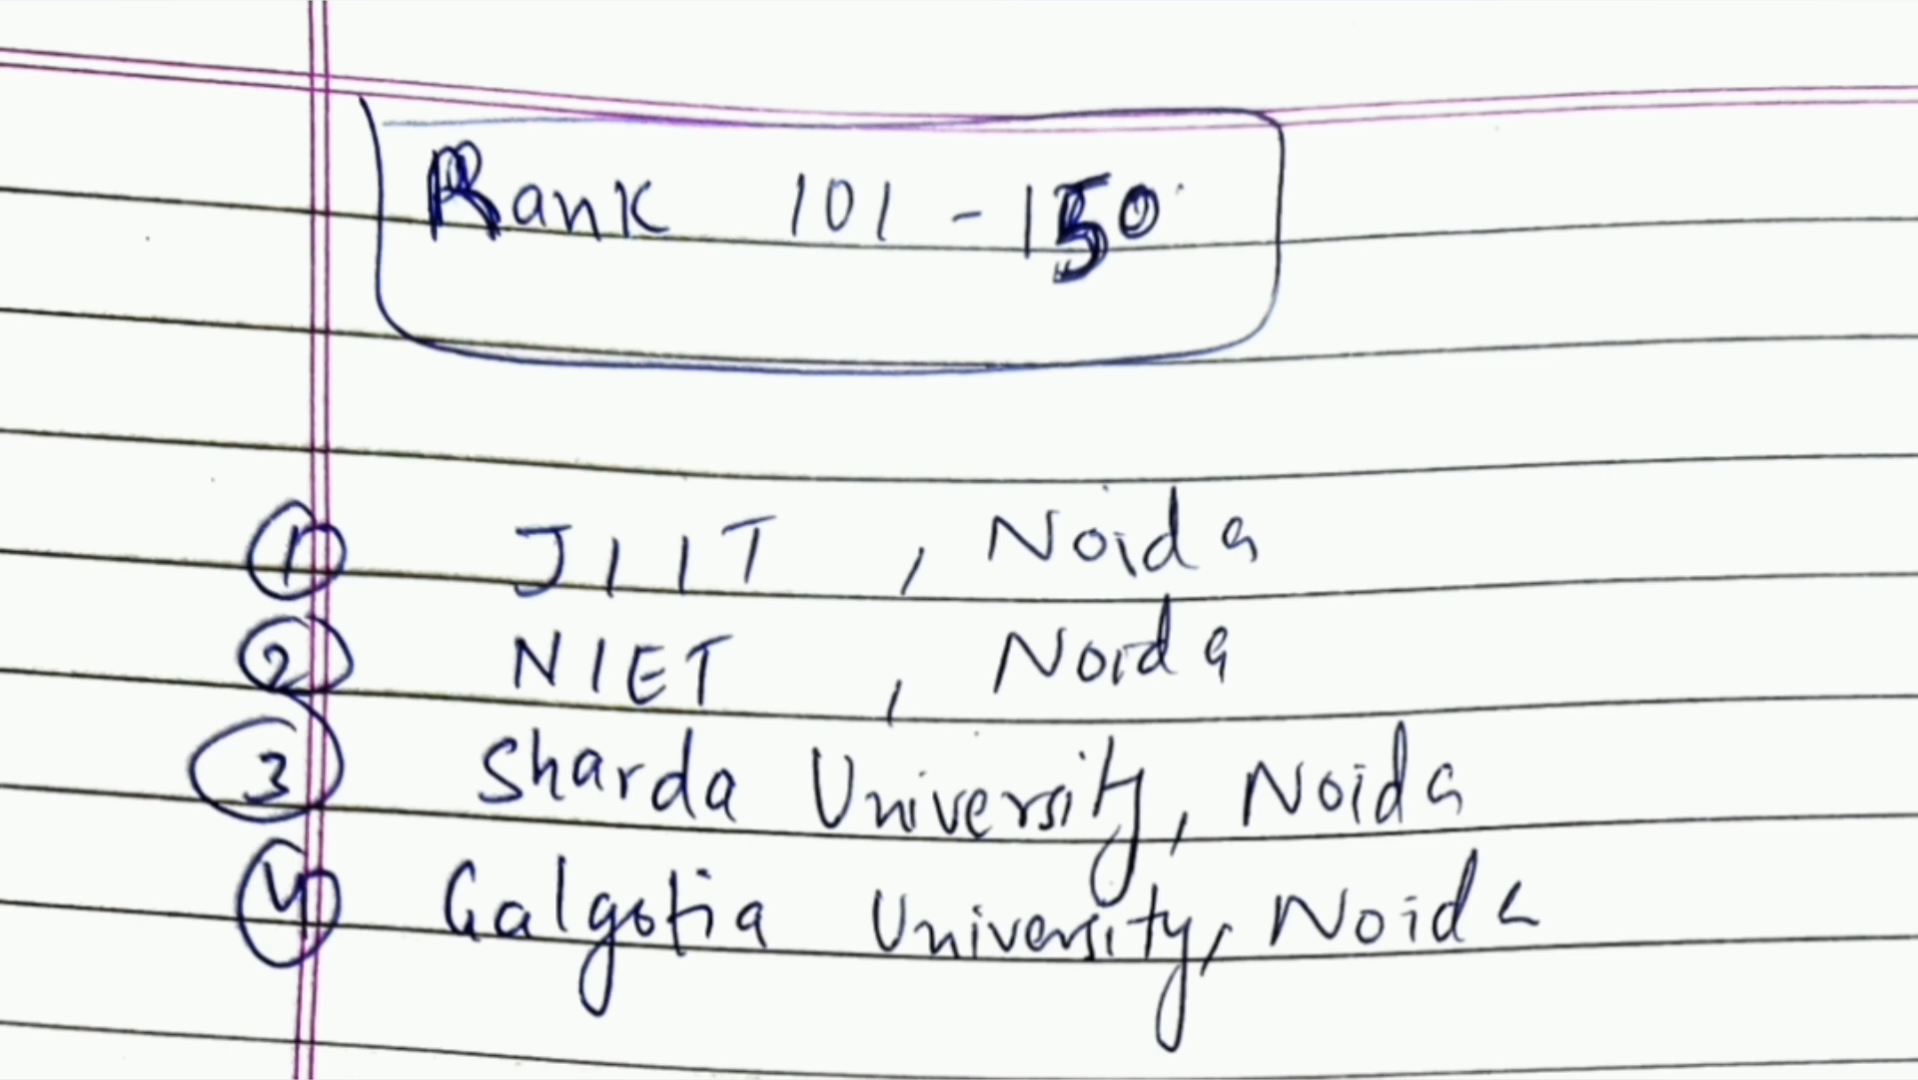 Rank 101 - 150
1 JIIT , Noida
2 NIET , Noida
3 Sharda University, Noida
4 Galgotia University, Noida